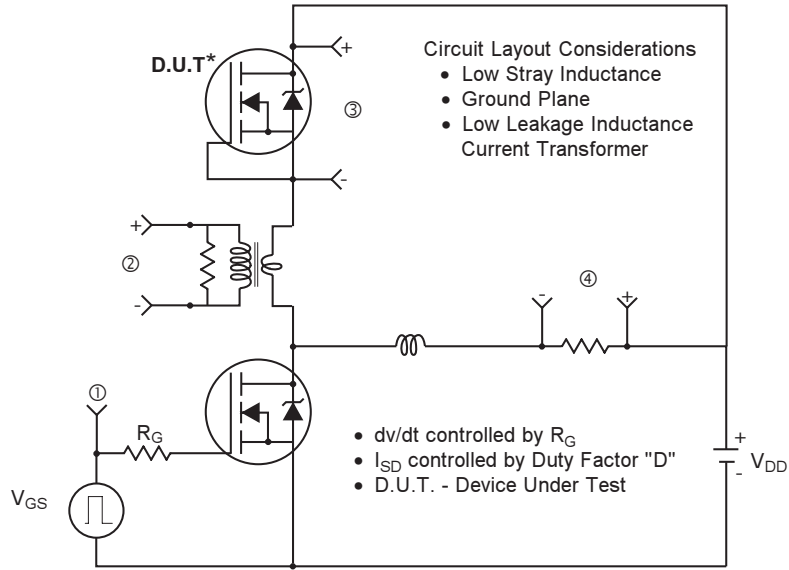 D.U.T*
+
Circuit Layout Considerations
• Low Stray Inductance
• Ground Plane
• Low Leakage Inductance
Current Transformer
③
-
+
②
-
④
-
+
①
R_G
V_GS
• dv/dt controlled by R_G
• I_SD controlled by Duty Factor "D"
• D.U.T. - Device Under Test
+
V_DD
-